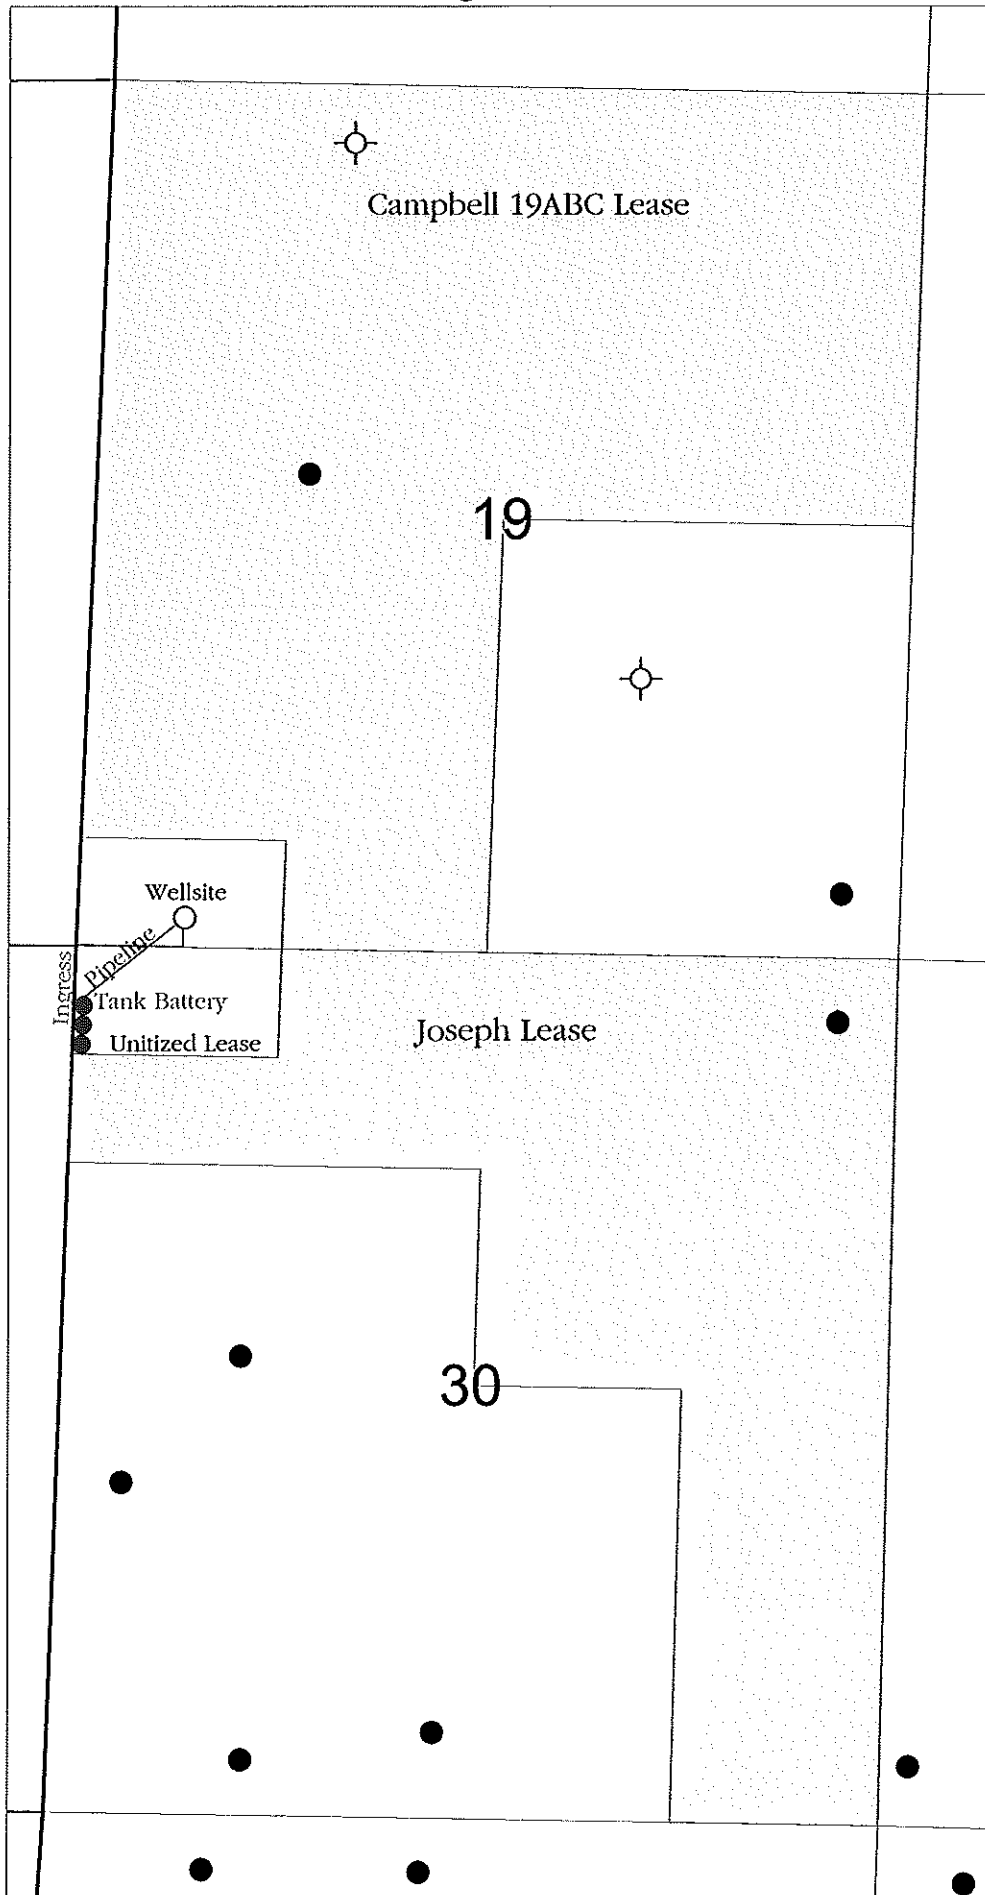 Campbell 19ABC Lease
19
Wellsite
Pipeline
Ingress
Tank Battery
Unitized Lease
Joseph Lease
30